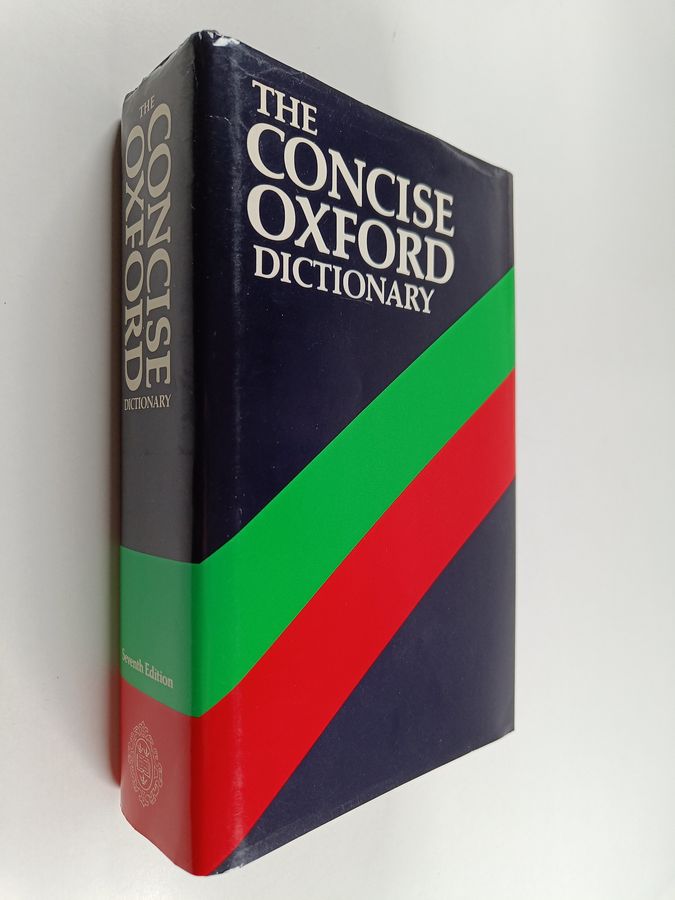 THE
CONCISE
OXFORD
DICTIONARY
THE
CONCISE
OXFORD
DICTIONARY
Seventh Edition